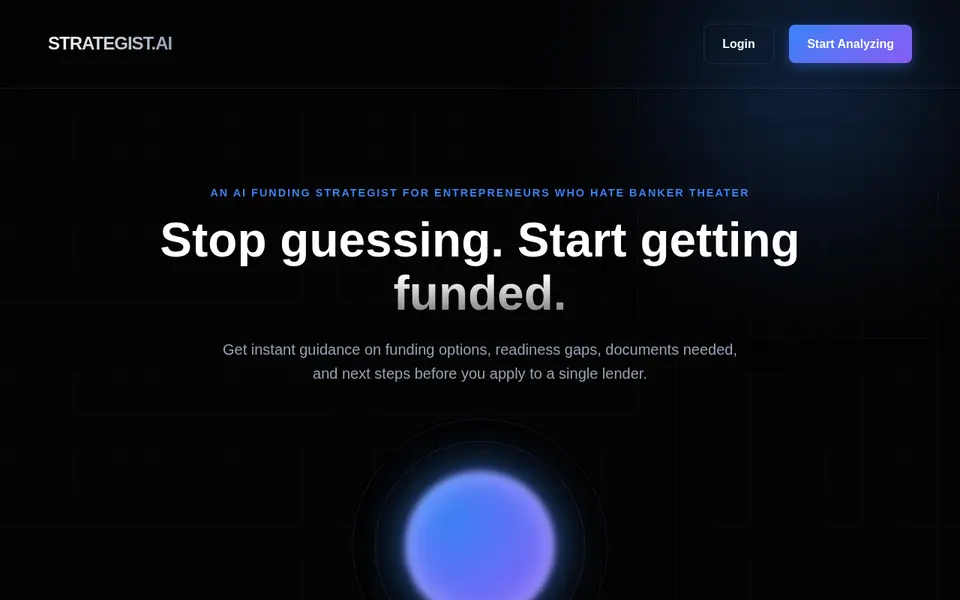 STRATEGIST.AI
Login
Start Analyzing
AN AI FUNDING STRATEGIST FOR ENTREPRENEURS WHO HATE BANKER THEATER
Stop guessing. Start getting
funded.
Get instant guidance on funding options, readiness gaps, documents needed,
and next steps before you apply to a single lender.